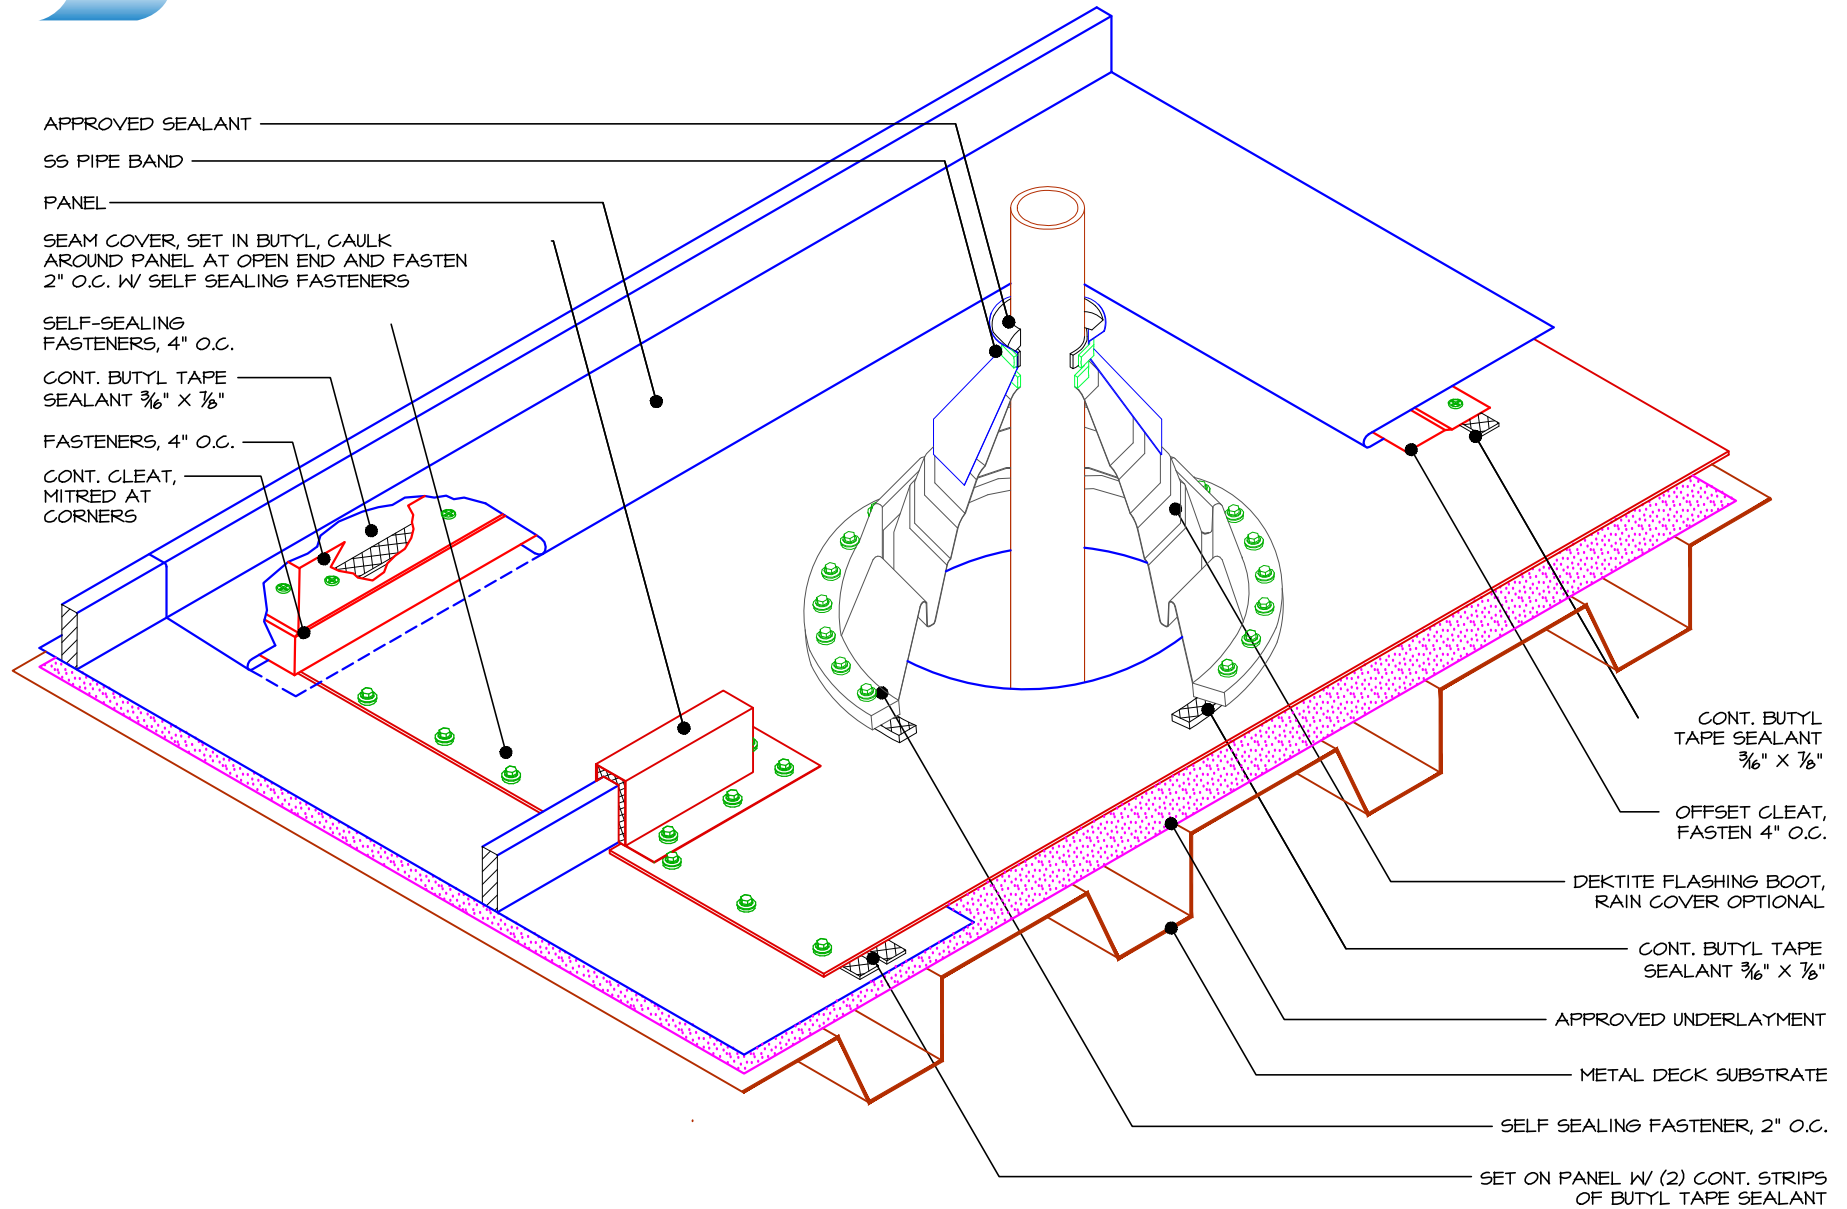 APPROVED SEALANT
SS PIPE BAND
PANEL
SEAM COVER, SET IN BUTYL, CAULK
AROUND PANEL AT OPEN END AND FASTEN
2" O.C. W/ SELF SEALING FASTENERS
SELF-SEALING
FASTENERS, 4" O.C.
CONT. BUTYL TAPE
SEALANT 3/16" X 7/8"
FASTENERS, 4" O.C.
CONT. CLEAT,
MITRED AT
CORNERS
CONT. BUTYL
TAPE SEALANT
3/16" X 7/8"
OFFSET CLEAT,
FASTEN 4" O.C.
DEKTITE FLASHING BOOT,
RAIN COVER OPTIONAL
CONT. BUTYL TAPE
SEALANT 3/16" X 7/8"
APPROVED UNDERLAYMENT
METAL DECK SUBSTRATE
SELF SEALING FASTENER, 2" O.C.
SET ON PANEL W/ (2) CONT. STRIPS
OF BUTYL TAPE SEALANT